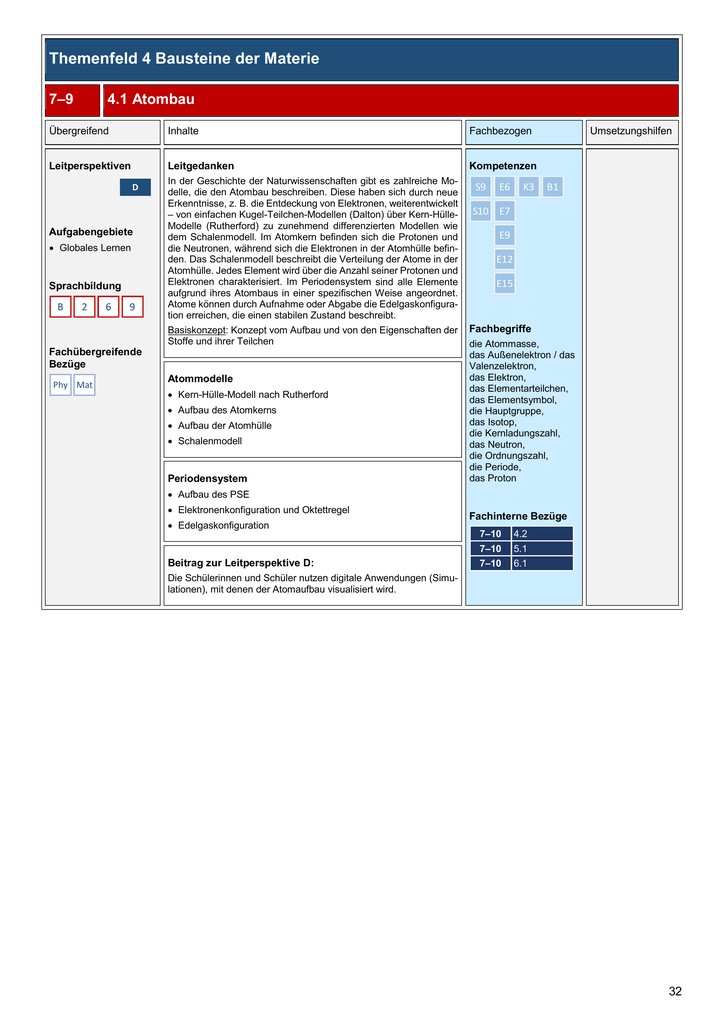 Themenfeld 4 Bausteine der Materie
7–9
4.1 Atombau
Übergreifend
Inhalte
Fachbezogen
Umsetzungshilfen
Leitperspektiven
D
Aufgabengebiete
• Globales Lernen
Sprachbildung
B 2 6 9
Fachübergreifende
Bezüge
Phy Mat
Leitgedanken
In der Geschichte der Naturwissenschaften gibt es zahlreiche Mo-
delle, die den Atombau beschreiben. Diese haben sich durch neue
Erkenntnisse, z. B. die Entdeckung von Elektronen, weiterentwickelt
– von einfachen Kugel-Teilchen-Modellen (Dalton) über Kern-Hülle-
Modelle (Rutherford) zu zunehmend differenzierten Modellen wie
dem Schalenmodell. Im Atomkern befinden sich die Protonen und
die Neutronen, während sich die Elektronen in der Atomhülle befin-
den. Das Schalenmodell beschreibt die Verteilung der Atome in der
Atomhülle. Jedes Element wird über die Anzahl seiner Protonen und
Elektronen charakterisiert. Im Periodensystem sind alle Elemente
aufgrund ihres Atombaus in einer spezifischen Weise angeordnet.
Atome können durch Aufnahme oder Abgabe die Edelgaskonfigura-
tion erreichen, die einen stabilen Zustand beschreibt.
Basiskonzept: Konzept vom Aufbau und von den Eigenschaften der
Stoffe und ihrer Teilchen
Atommodelle
• Kern-Hülle-Modell nach Rutherford
• Aufbau des Atomkerns
• Aufbau der Atomhülle
• Schalenmodell
Periodensystem
• Aufbau des PSE
• Elektronenkonfiguration und Oktettregel
• Edelgaskonfiguration
Beitrag zur Leitperspektive D:
Die Schülerinnen und Schüler nutzen digitale Anwendungen (Simu-
lationen), mit denen der Atomaufbau visualisiert wird.
Kompetenzen
S9 E6 K3 B1
S10 E7
E9
E12
E15
Fachbegriffe
die Atommasse,
das Außenelektron / das
Valenzelektron,
das Elektron,
das Elementarteilchen,
das Elementsymbol,
die Hauptgruppe,
das Isotop,
die Kernladungszahl,
das Neutron,
die Ordnungszahl,
die Periode,
das Proton
Fachinterne Bezüge
7–10 4.2
7–10 5.1
7–10 6.1
32